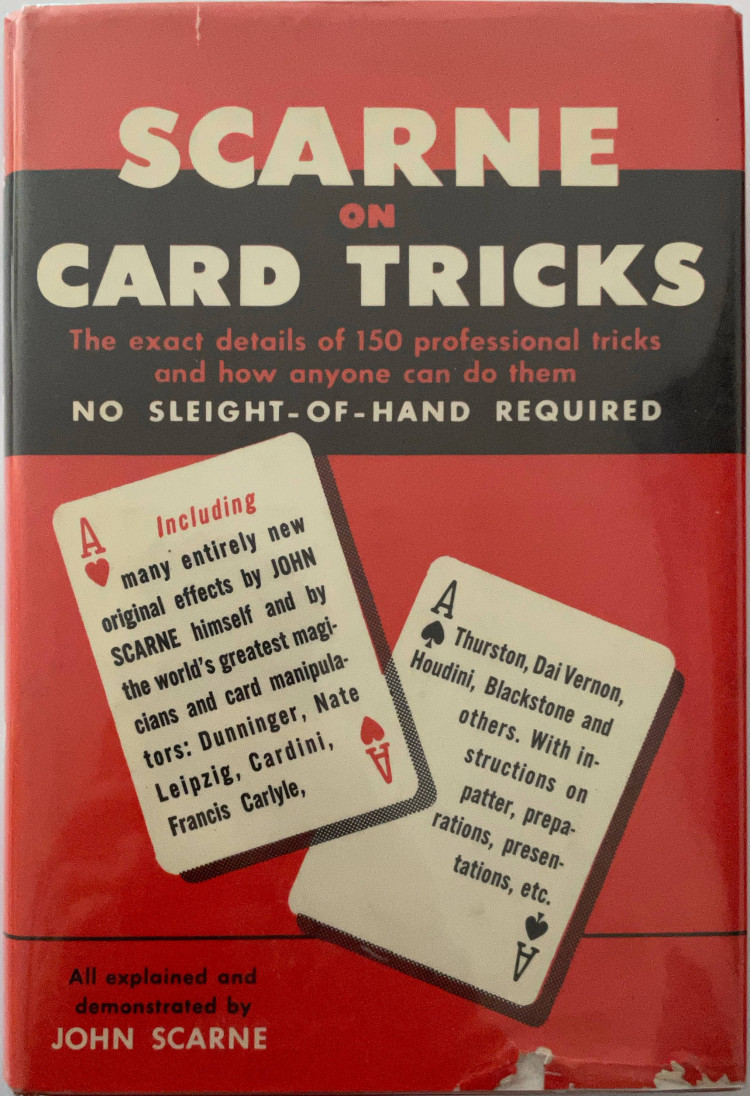 SCARNE
ON
CARD TRICKS
The exact details of 150 professional tricks
and how anyone can do them
NO SLEIGHT-OF-HAND REQUIRED
A
Including
many entirely new
original effects by JOHN
SCARNE himself and by
the world's greatest magi-
cians and card manipula-
tors: Dunninger, Nate
Leipzig, Cardini,
Francis Carlyle,
A
A
Thurston, Dai Vernon,
Houdini, Blackstone and
others. With in-
structions on
patter, prepa-
rations, presen-
tations, etc.
A
All explained and
demonstrated by
JOHN SCARNE